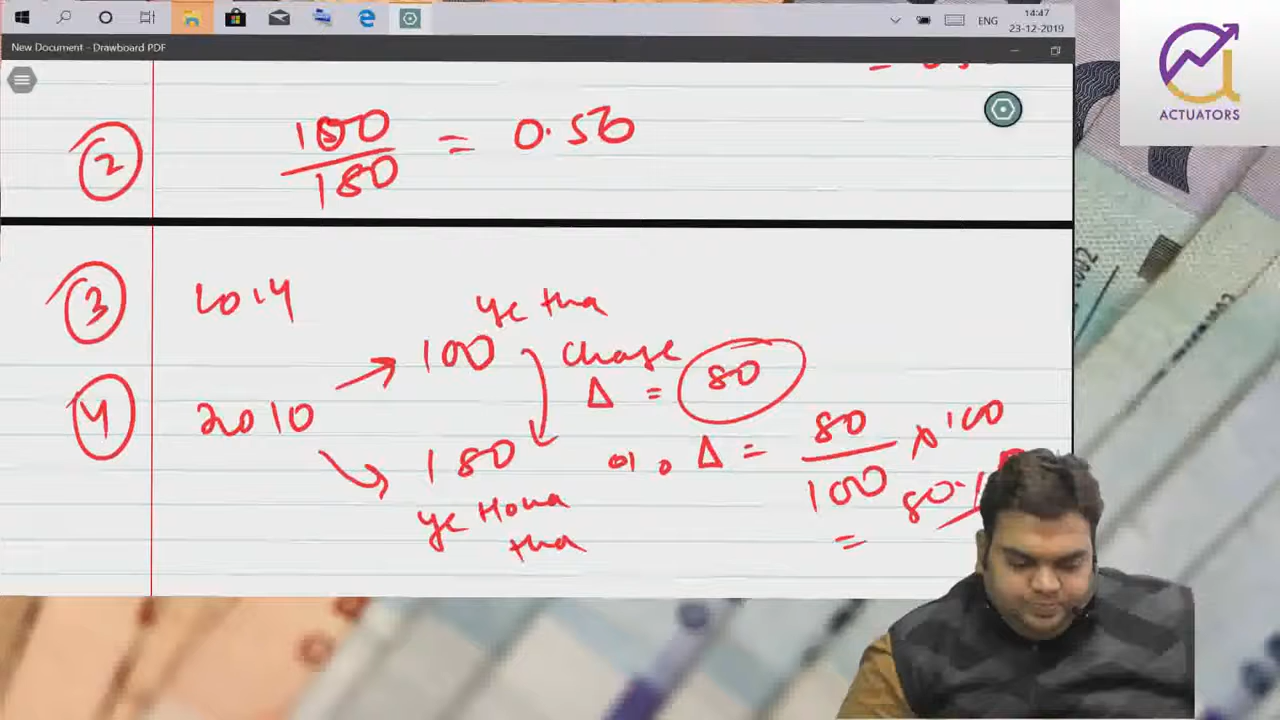 14:47
ENG
23-12-2019
New Document - Drawboard PDF
ACTUATORS
2 100/180 = 0.56
3 2014
ye tha
100 change
Δ = 80
4 2010
180 % Δ = 80/100 × 100
ye Hona
tha
=